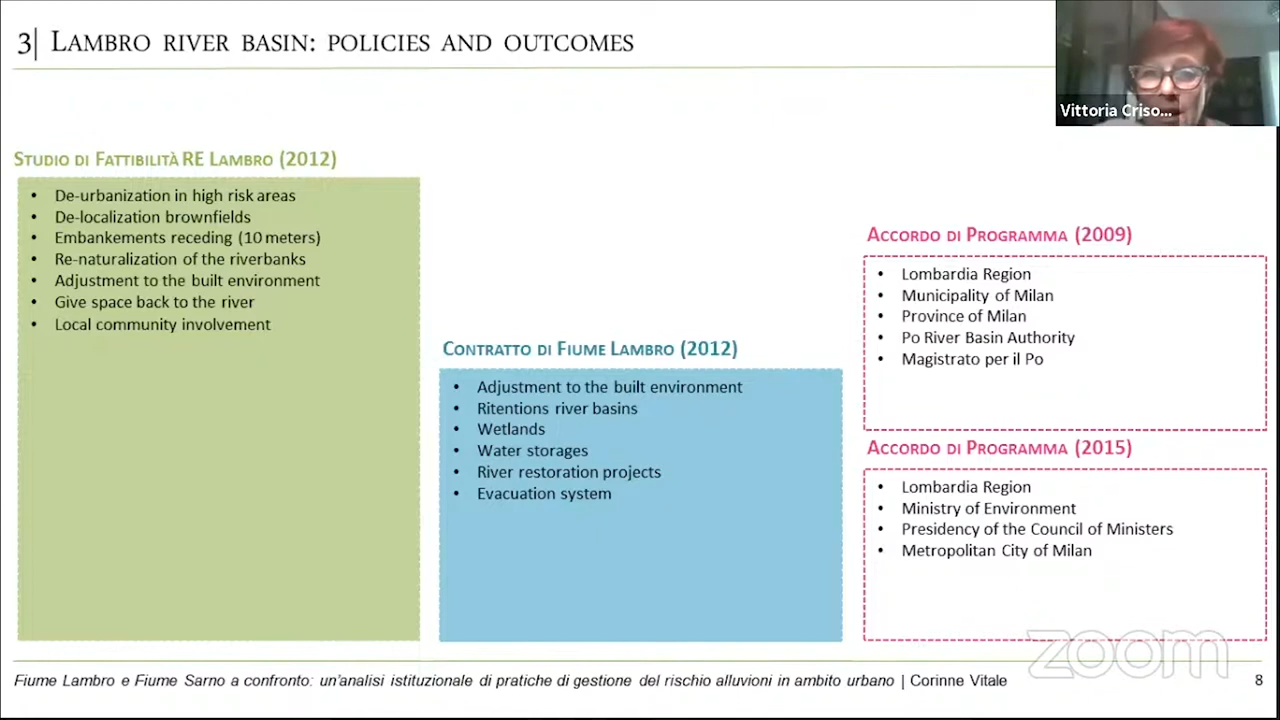 3| LAMBRO RIVER BASIN: POLICIES AND OUTCOMES
Vittoria Criso...
STUDIO DI FATTIBILITÀ RE LAMBRO (2012)
• De-urbanization in high risk areas
• De-localization brownfields
• Embankements receding (10 meters)
• Re-naturalization of the riverbanks
• Adjustment to the built environment
• Give space back to the river
• Local community involvement
CONTRATTO DI FIUME LAMBRO (2012)
• Adjustment to the built environment
• Ritentions river basins
• Wetlands
• Water storages
• River restoration projects
• Evacuation system
ACCORDO DI PROGRAMMA (2009)
• Lombardia Region
• Municipality of Milan
• Province of Milan
• Po River Basin Authority
• Magistrato per il Po
ACCORDO DI PROGRAMMA (2015)
• Lombardia Region
• Ministry of Environment
• Presidency of the Council of Ministers
• Metropolitan City of Milan
zoom
Fiume Lambro e Fiume Sarno a confronto: un'analisi istituzionale di pratiche di gestione del rischio alluvioni in ambito urbano | Corinne Vitale
8